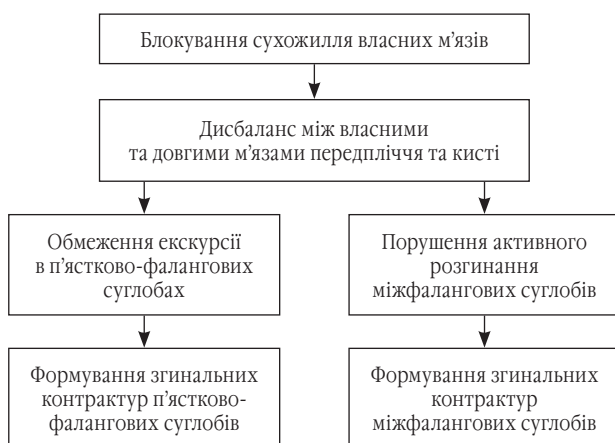 Блокування сухожилля власних м'язів
Дисбаланс між власними
та довгими м'язами передпліччя та кисті
Обмеження екскурсії
в п'ястково-фалангових
суглобах
Порушення активного
розгинання
міжфалангових суглобів
Формування згинальних
контрактур п'ястково-
фалангових суглобів
Формування згинальних
контрактур
міжфалангових суглобів